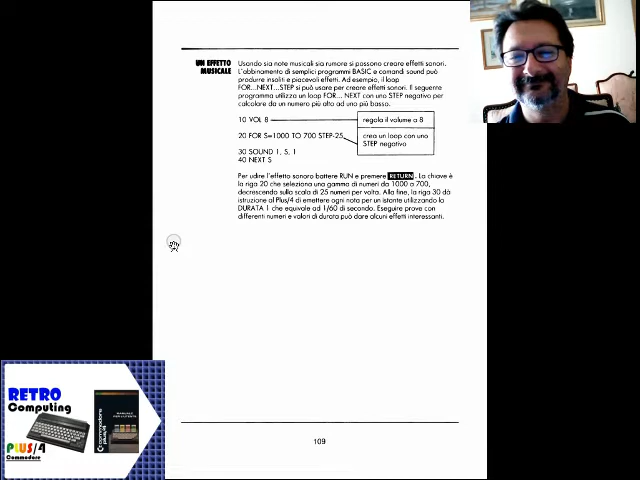 UN EFFETTO
MUSICALE
Usando sia note musicali sia rumore si possono creare effetti sonori.
L'abbinamento di semplici programmi BASIC e comandi sound può
produrre insoliti e piacevoli effetti. Ad esempio, il loop
FOR...NEXT...STEP si può usare per creare effetti sonori. Il seguente
programma utilizza un loop FOR... NEXT con uno STEP negativo per
calcolare da un numero più alto ad uno più basso.
10 VOL 8
regola il volume a 8
20 FOR S=1000 TO 700 STEP-25
crea un loop con uno
STEP negativo
30 SOUND 1, S, 1
40 NEXT S
Per udire l'effetto sonoro battere RUN e premere RETURN. La chiave è
la riga 20 che seleziona una gamma di numeri da 1000 a 700,
decrescendo sulla scala di 25 numeri per volta. Alla fine, la riga 30 dà
istruzione al Plus/4 di emettere ogni nota per un istante utilizzando la
DURATA 1 che equivale ad 1/60 di secondo. Eseguire prove con
differenti numeri e valori di durata può dare alcuni effetti interessanti.
109
RETRO
Computing
PLUS/4
Commodore
MANUALE
PER L'UTENTE
commodore
plus/4